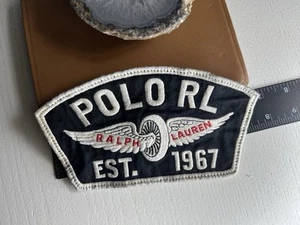 POLO RL
RALPH LAUREN
EST. 1967